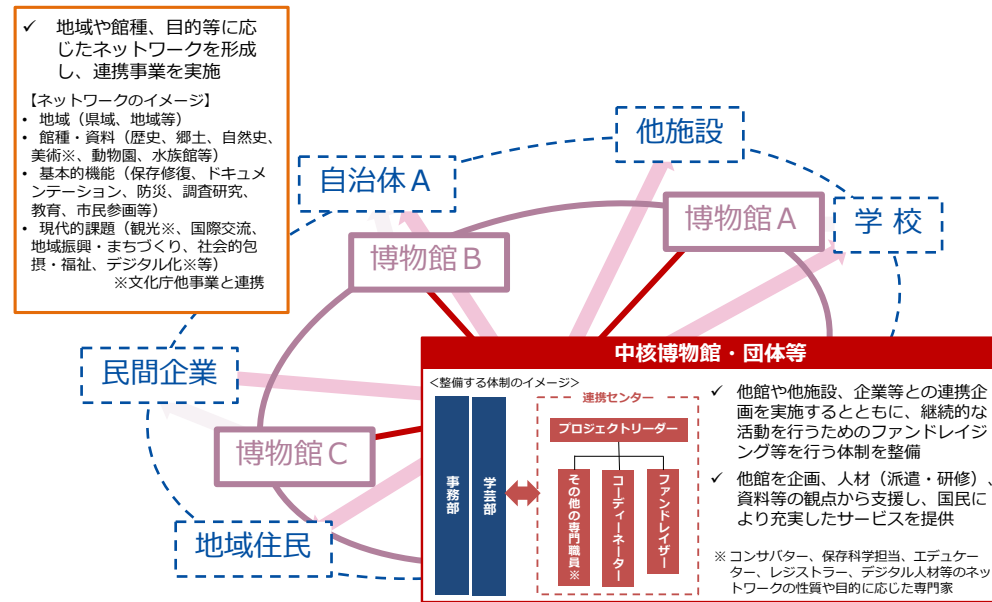 ✓ 地域や館種、目的等に応
じたネットワークを形成
し、連携事業を実施
【ネットワークのイメージ】
• 地域（県域、地域等）
• 館種・資料（歴史、郷土、自然史、
美術※、動物園、水族館等）
• 基本的機能（保存修復、ドキュメ
ンテーション、防災、調査研究、
教育、市民参画等）
• 現代的課題（観光※、国際交流、
地域振興・まちづくり、社会的包
摂・福祉、デジタル化※等）
※文化庁他事業と連携
他施設
自治体Ａ
博物館Ａ
学校
博物館Ｂ
民間企業
博物館Ｃ
地域住民
中核博物館・団体等
＜整備する体制のイメージ＞
事務部
学芸部
連携センター
プロジェクトリーダー
その他の専門職員※
コーディーネーター
ファンドレイザー
✓ 他館や他施設、企業等との連携企
画を実施するとともに、継続的な
活動を行うためのファンドレイジ
ング等を行う体制を整備
✓ 他館を企画、人材（派遣・研修）、
資料等の観点から支援し、国民に
より充実したサービスを提供
※ コンサバター、保存科学担当、エデュケー
ター、レジストラー、デジタル人材等のネッ
トワークの性質や目的に応じた専門家